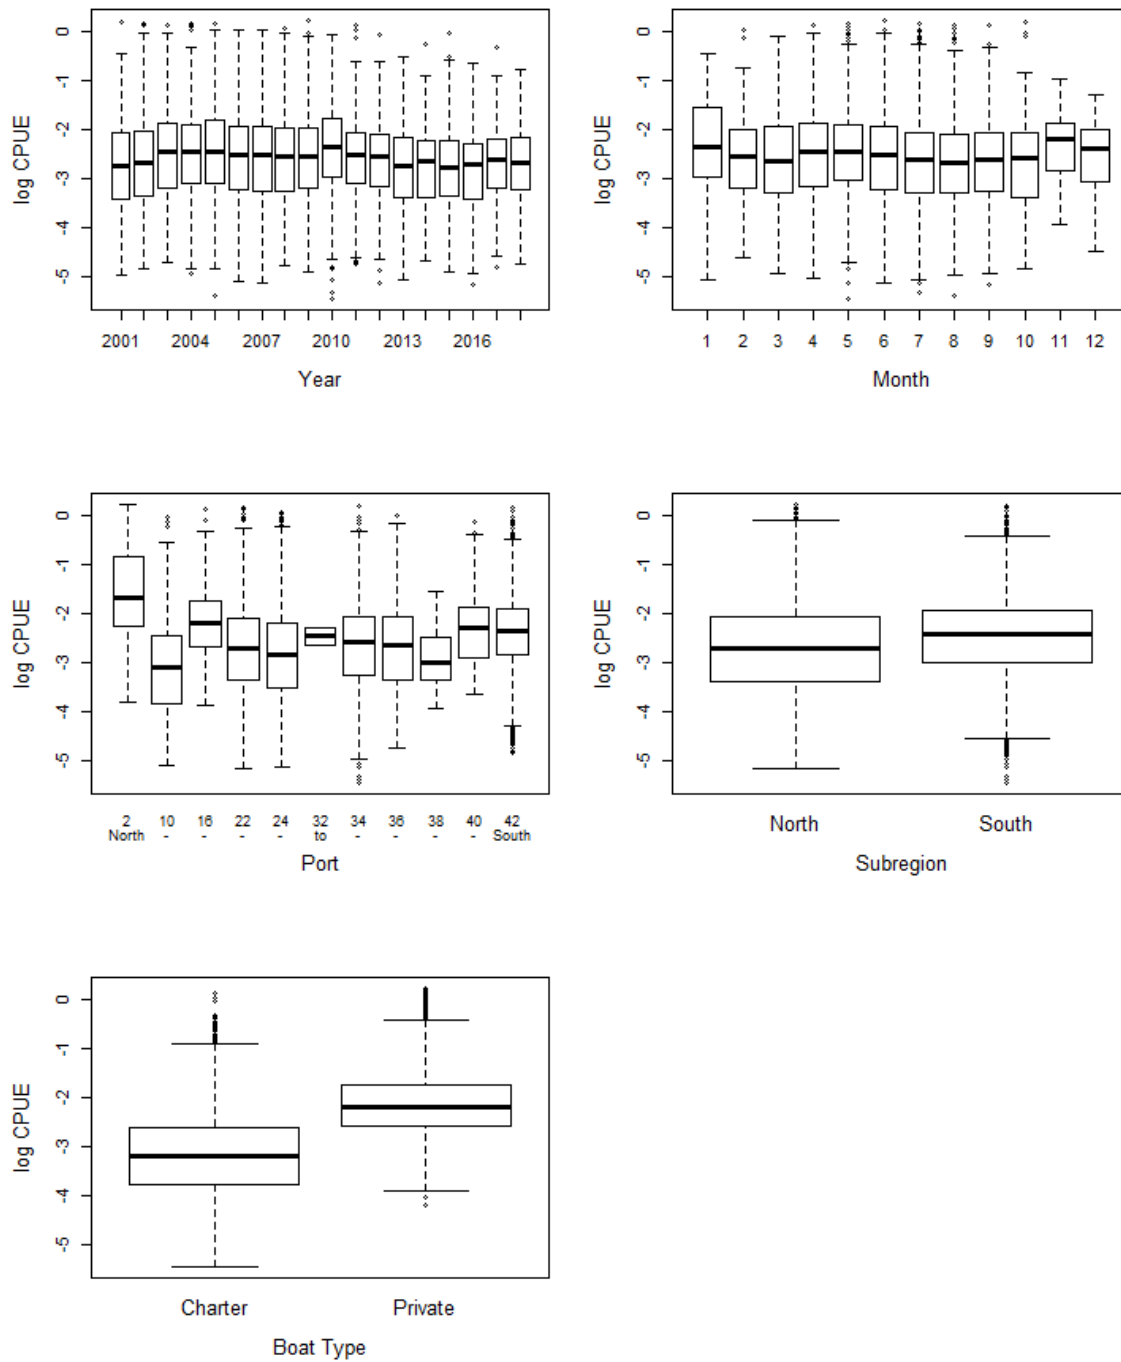 log CPUE
0
-1
-2
-3
-4
-5
2001 2004 2007 2010 2013 2016
Year
log CPUE
0
-1
-2
-3
-4
-5
1 2 3 4 5 6 7 8 9 10 11 12
Month
log CPUE
0
-1
-2
-3
-4
-5
2 10 16 22 24 32 34 36 38 40 42
North - - - - to - - - - South
Port
log CPUE
0
-1
-2
-3
-4
-5
North South
Subregion
log CPUE
0
-1
-2
-3
-4
-5
Charter Private
Boat Type